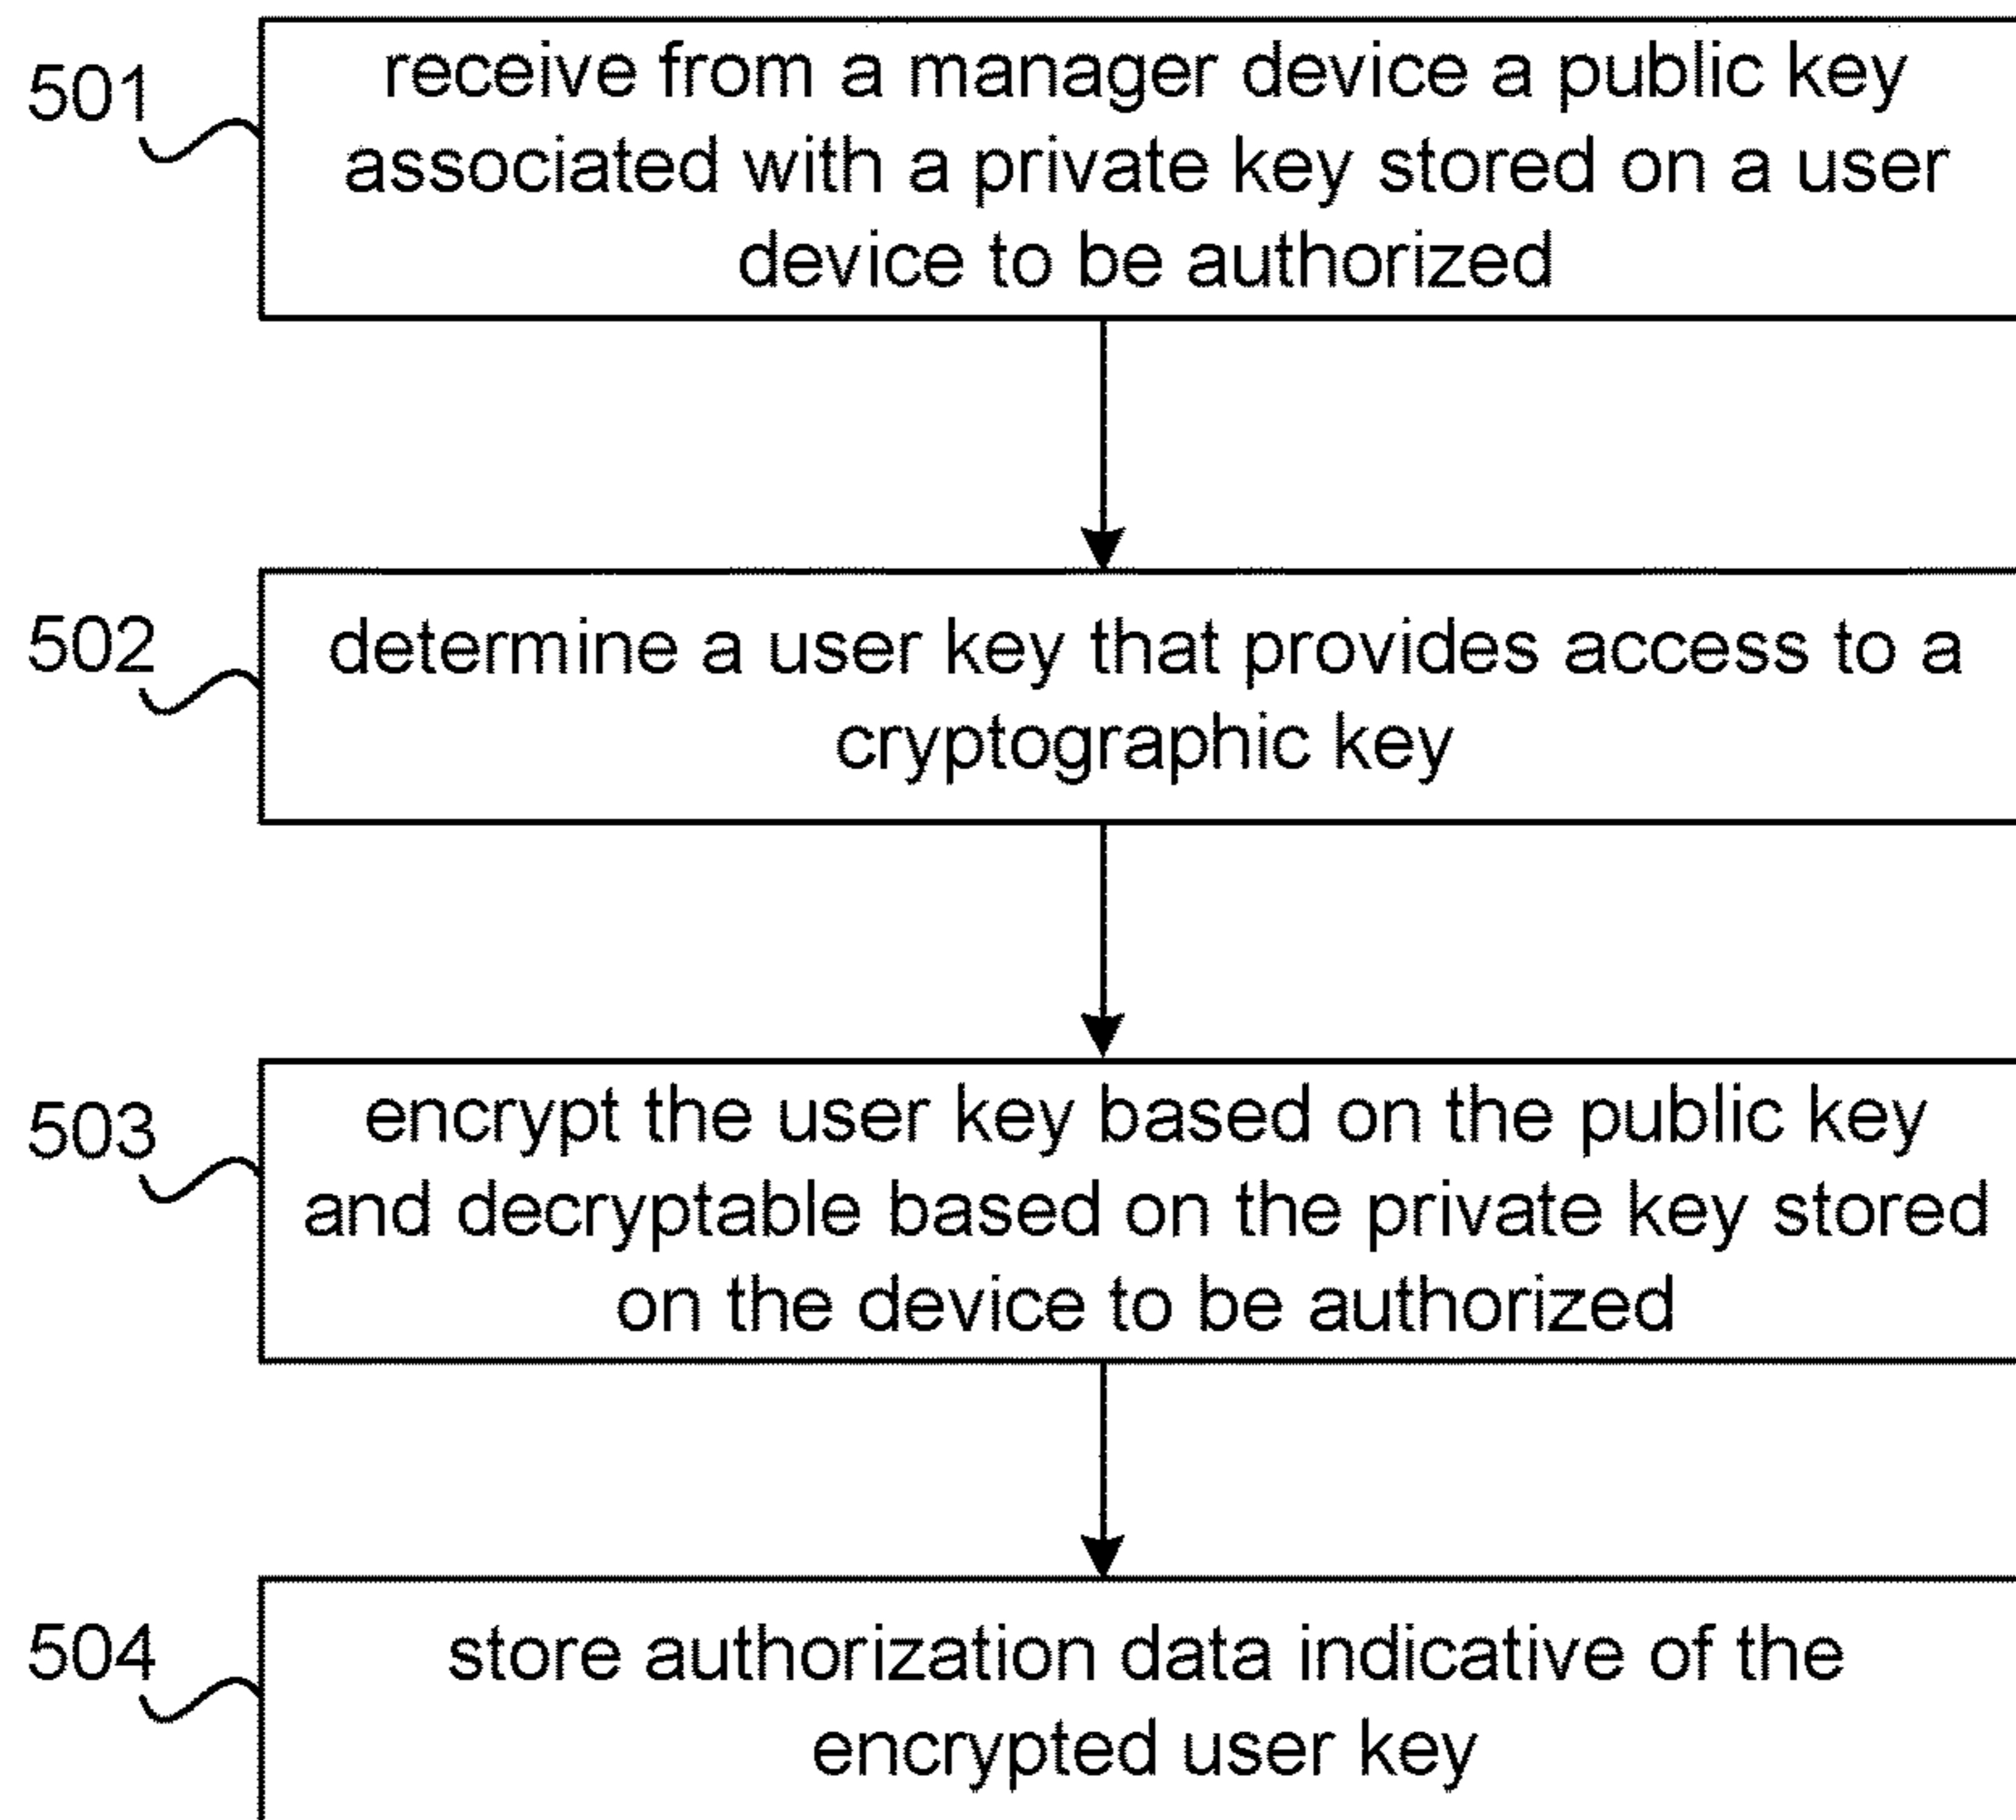 501
receive from a manager device a public key
associated with a private key stored on a user
device to be authorized
502
determine a user key that provides access to a
cryptographic key
503
encrypt the user key based on the public key
and decryptable based on the private key stored
on the device to be authorized
504
store authorization data indicative of the
encrypted user key